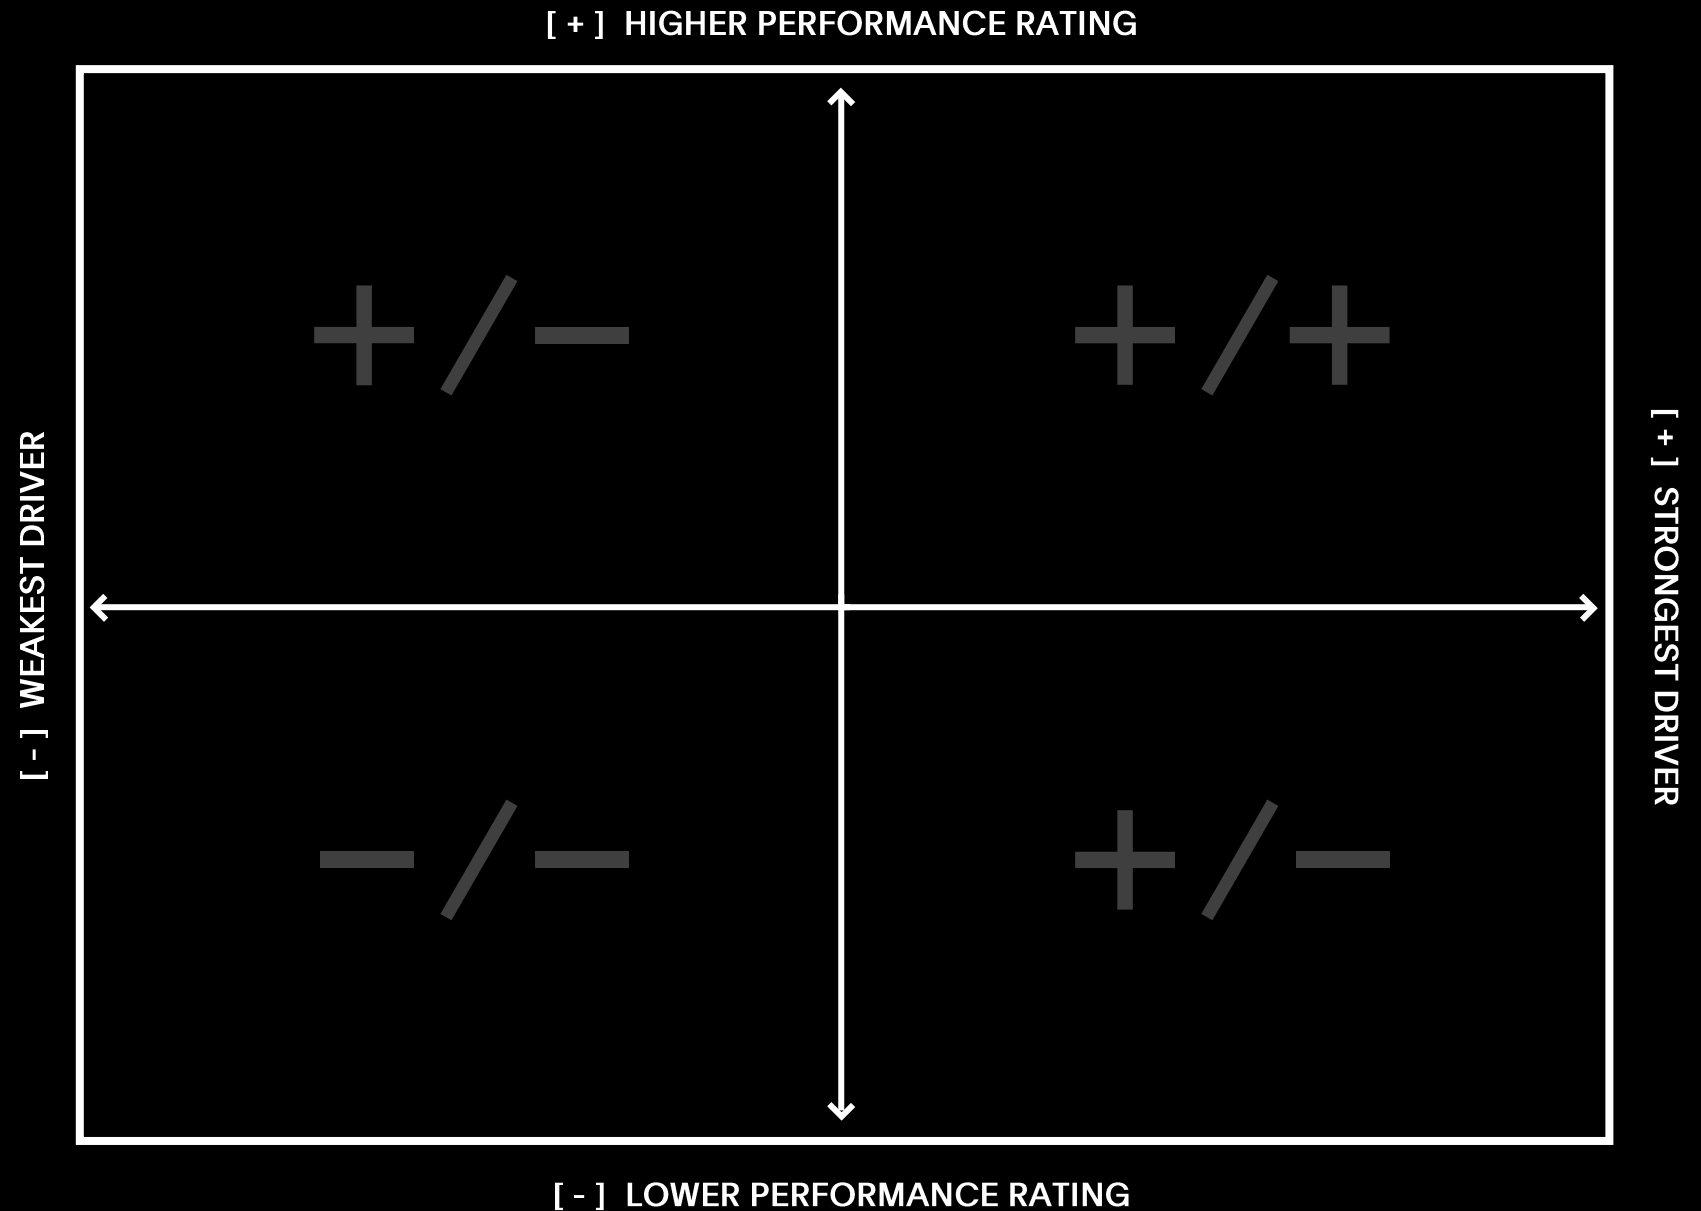 [ + ] HIGHER PERFORMANCE RATING
+/− +/+
[ - ] WEAKEST DRIVER
[ + ] STRONGEST DRIVER
−/− +/−
[ - ] LOWER PERFORMANCE RATING